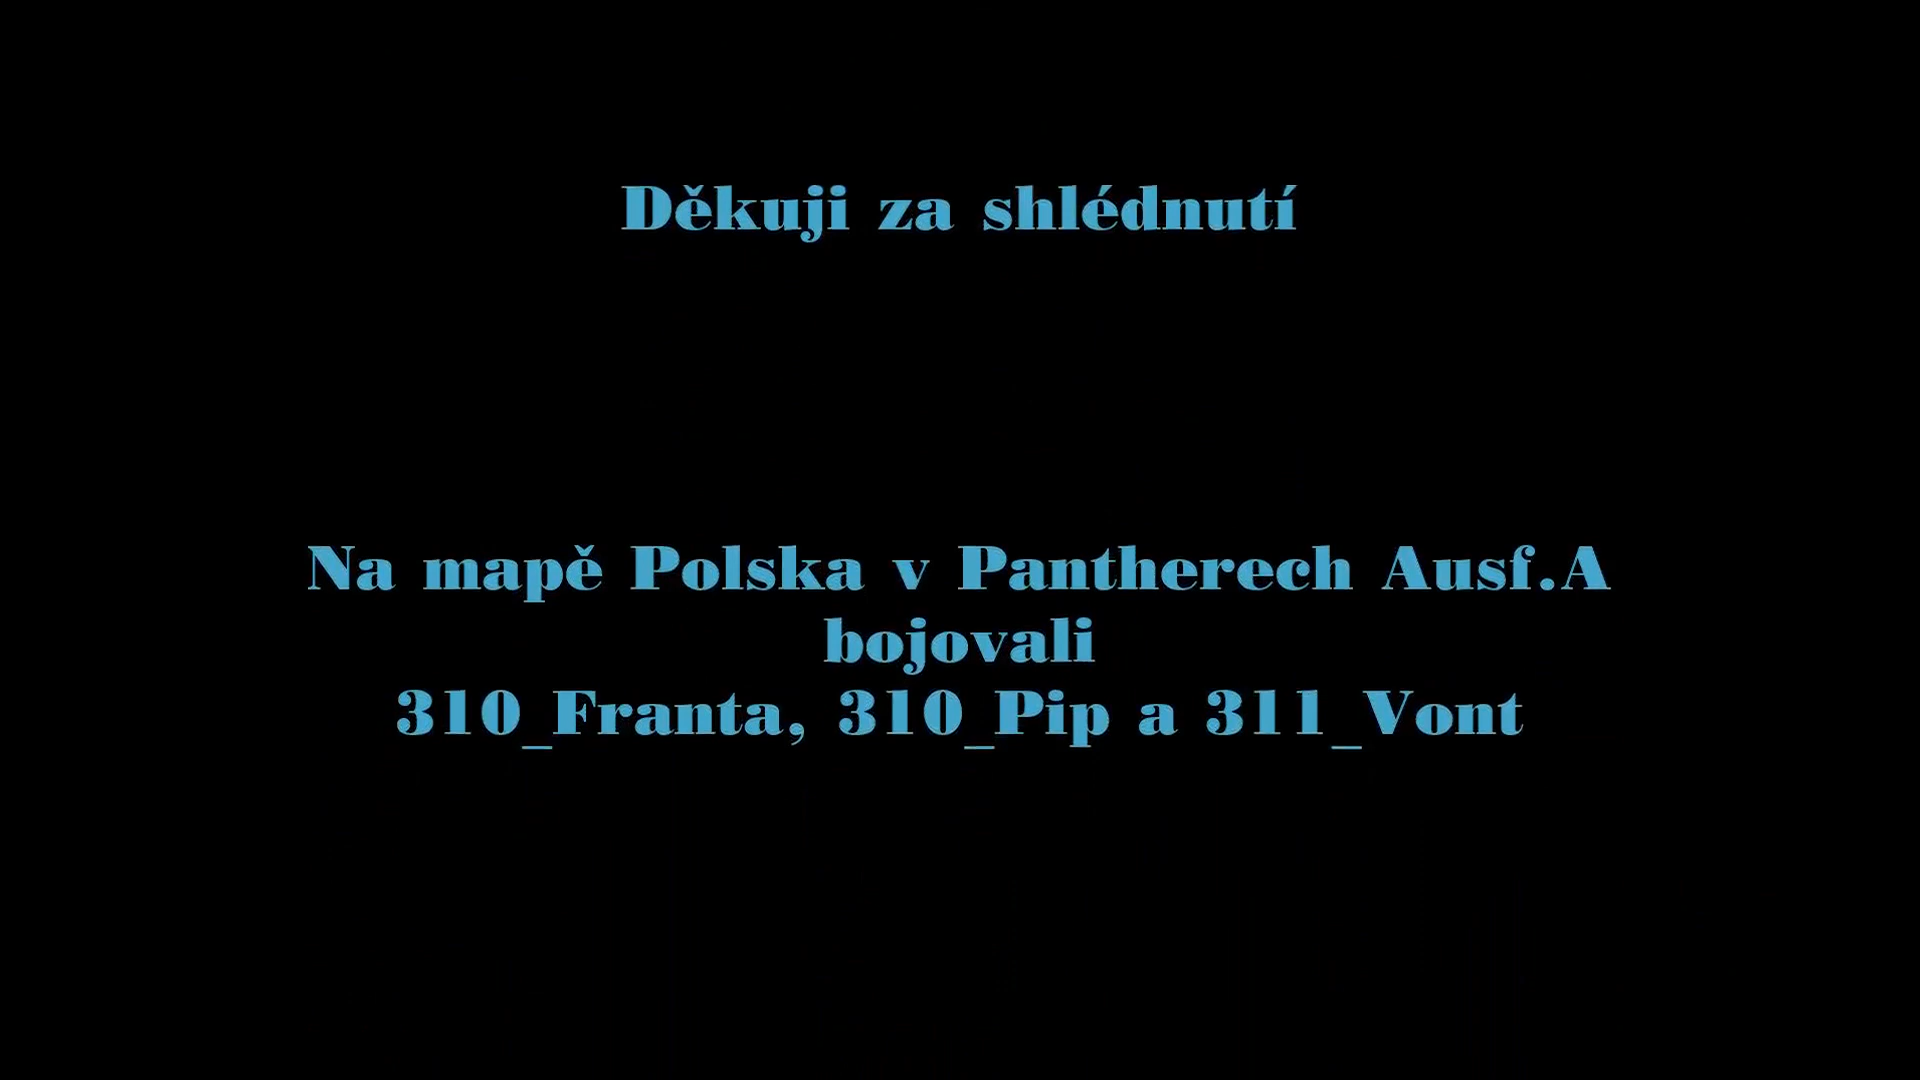 Děkuji za shlédnutí
Na mapě Polska v Pantherech Ausf.A
bojovali
310_Franta, 310_Pip a 311_Vont